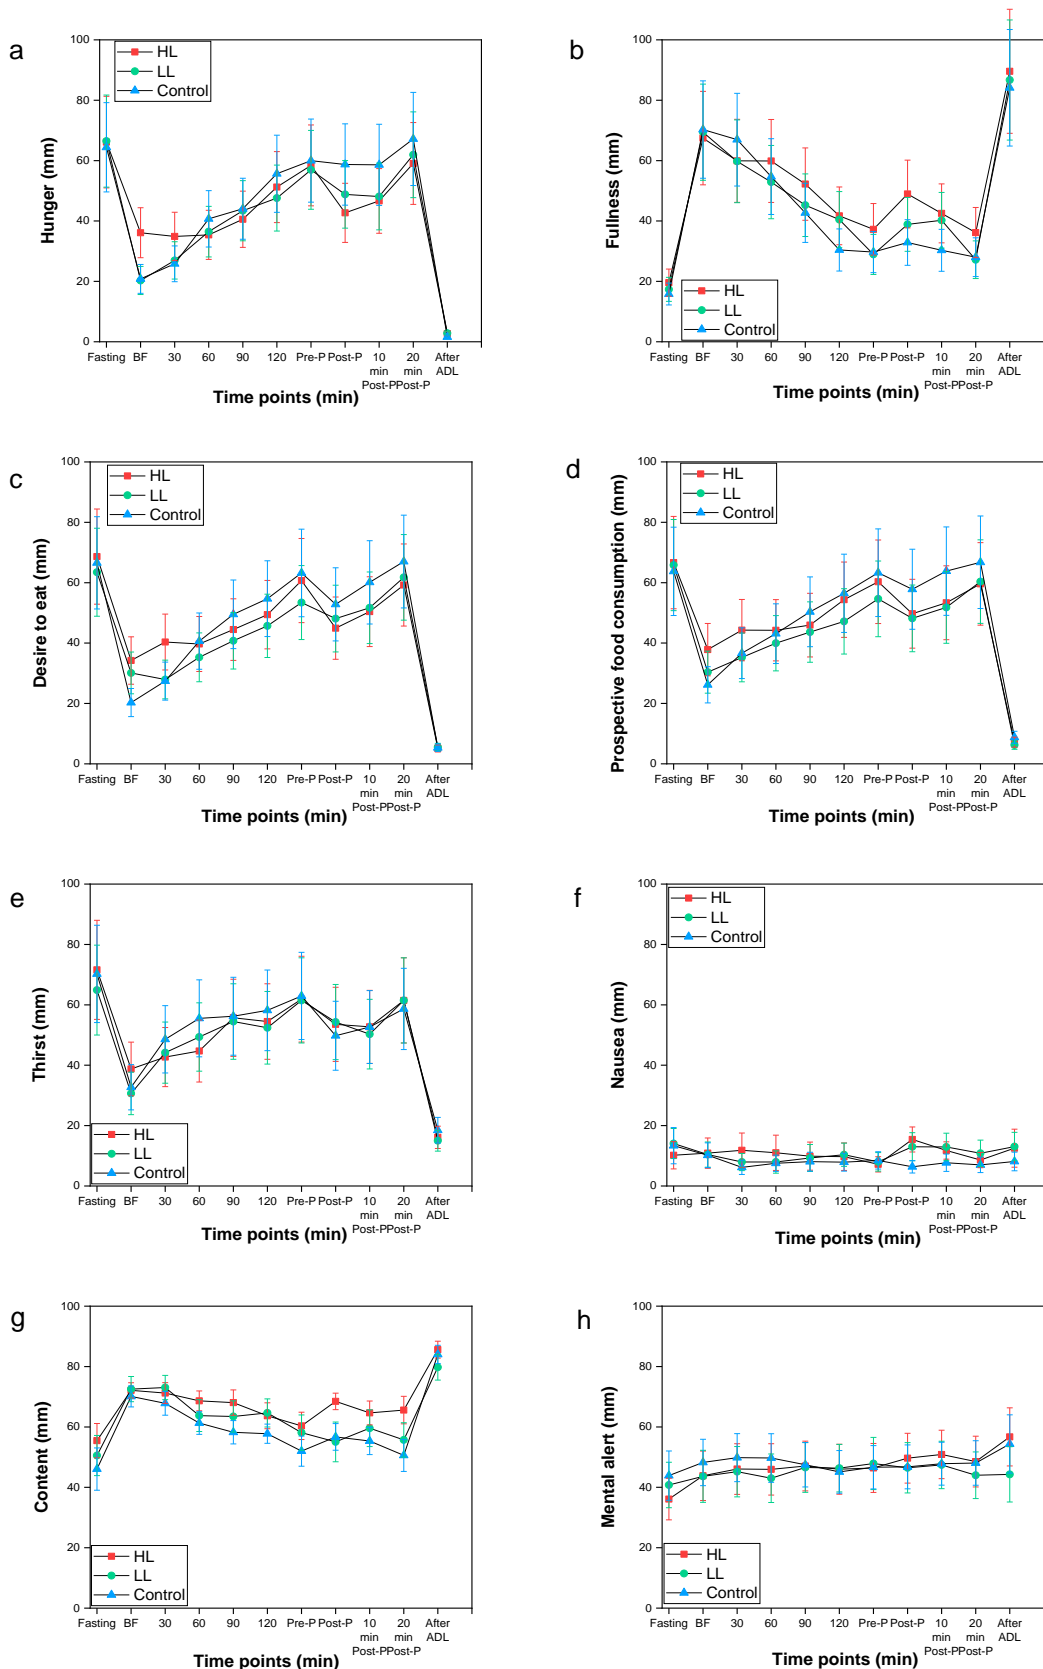 a
HL
LL
Control
Hunger (mm)
100
80
60
40
20
0
Fasting BF 30 60 90 120 Pre-P Post-P 10 min Post-P 20 min Post-P After ADL
Time points (min)
b
HL
LL
Control
Fullness (mm)
100
80
60
40
20
0
Fasting BF 30 60 90 120 Pre-P Post-P 10 min Post-P 20 min Post-P After ADL
Time points (min)
c
HL
LL
Control
Desire to eat (mm)
100
80
60
40
20
0
Fasting BF 30 60 90 120 Pre-P Post-P 10 min Post-P 20 min Post-P After ADL
Time points (min)
d
HL
LL
Control
Prospective food consumption (mm)
100
80
60
40
20
0
Fasting BF 30 60 90 120 Pre-P Post-P 10 min Post-P 20 min Post-P After ADL
Time points (min)
e
HL
LL
Control
Thirst (mm)
100
80
60
40
20
0
Fasting BF 30 60 90 120 Pre-P Post-P 10 min Post-P 20 min Post-P After ADL
Time points (min)
f
HL
LL
Control
Nausea (mm)
100
80
60
40
20
0
Fasting BF 30 60 90 120 Pre-P Post-P 10 min Post-P 20 min Post-P After ADL
Time points (min)
g
HL
LL
Control
Content (mm)
100
80
60
40
20
0
Fasting BF 30 60 90 120 Pre-P Post-P 10 min Post-P 20 min Post-P After ADL
Time points (min)
h
HL
LL
Control
Mental alert (mm)
100
80
60
40
20
0
Fasting BF 30 60 90 120 Pre-P Post-P 10 min Post-P 20 min Post-P After ADL
Time points (min)